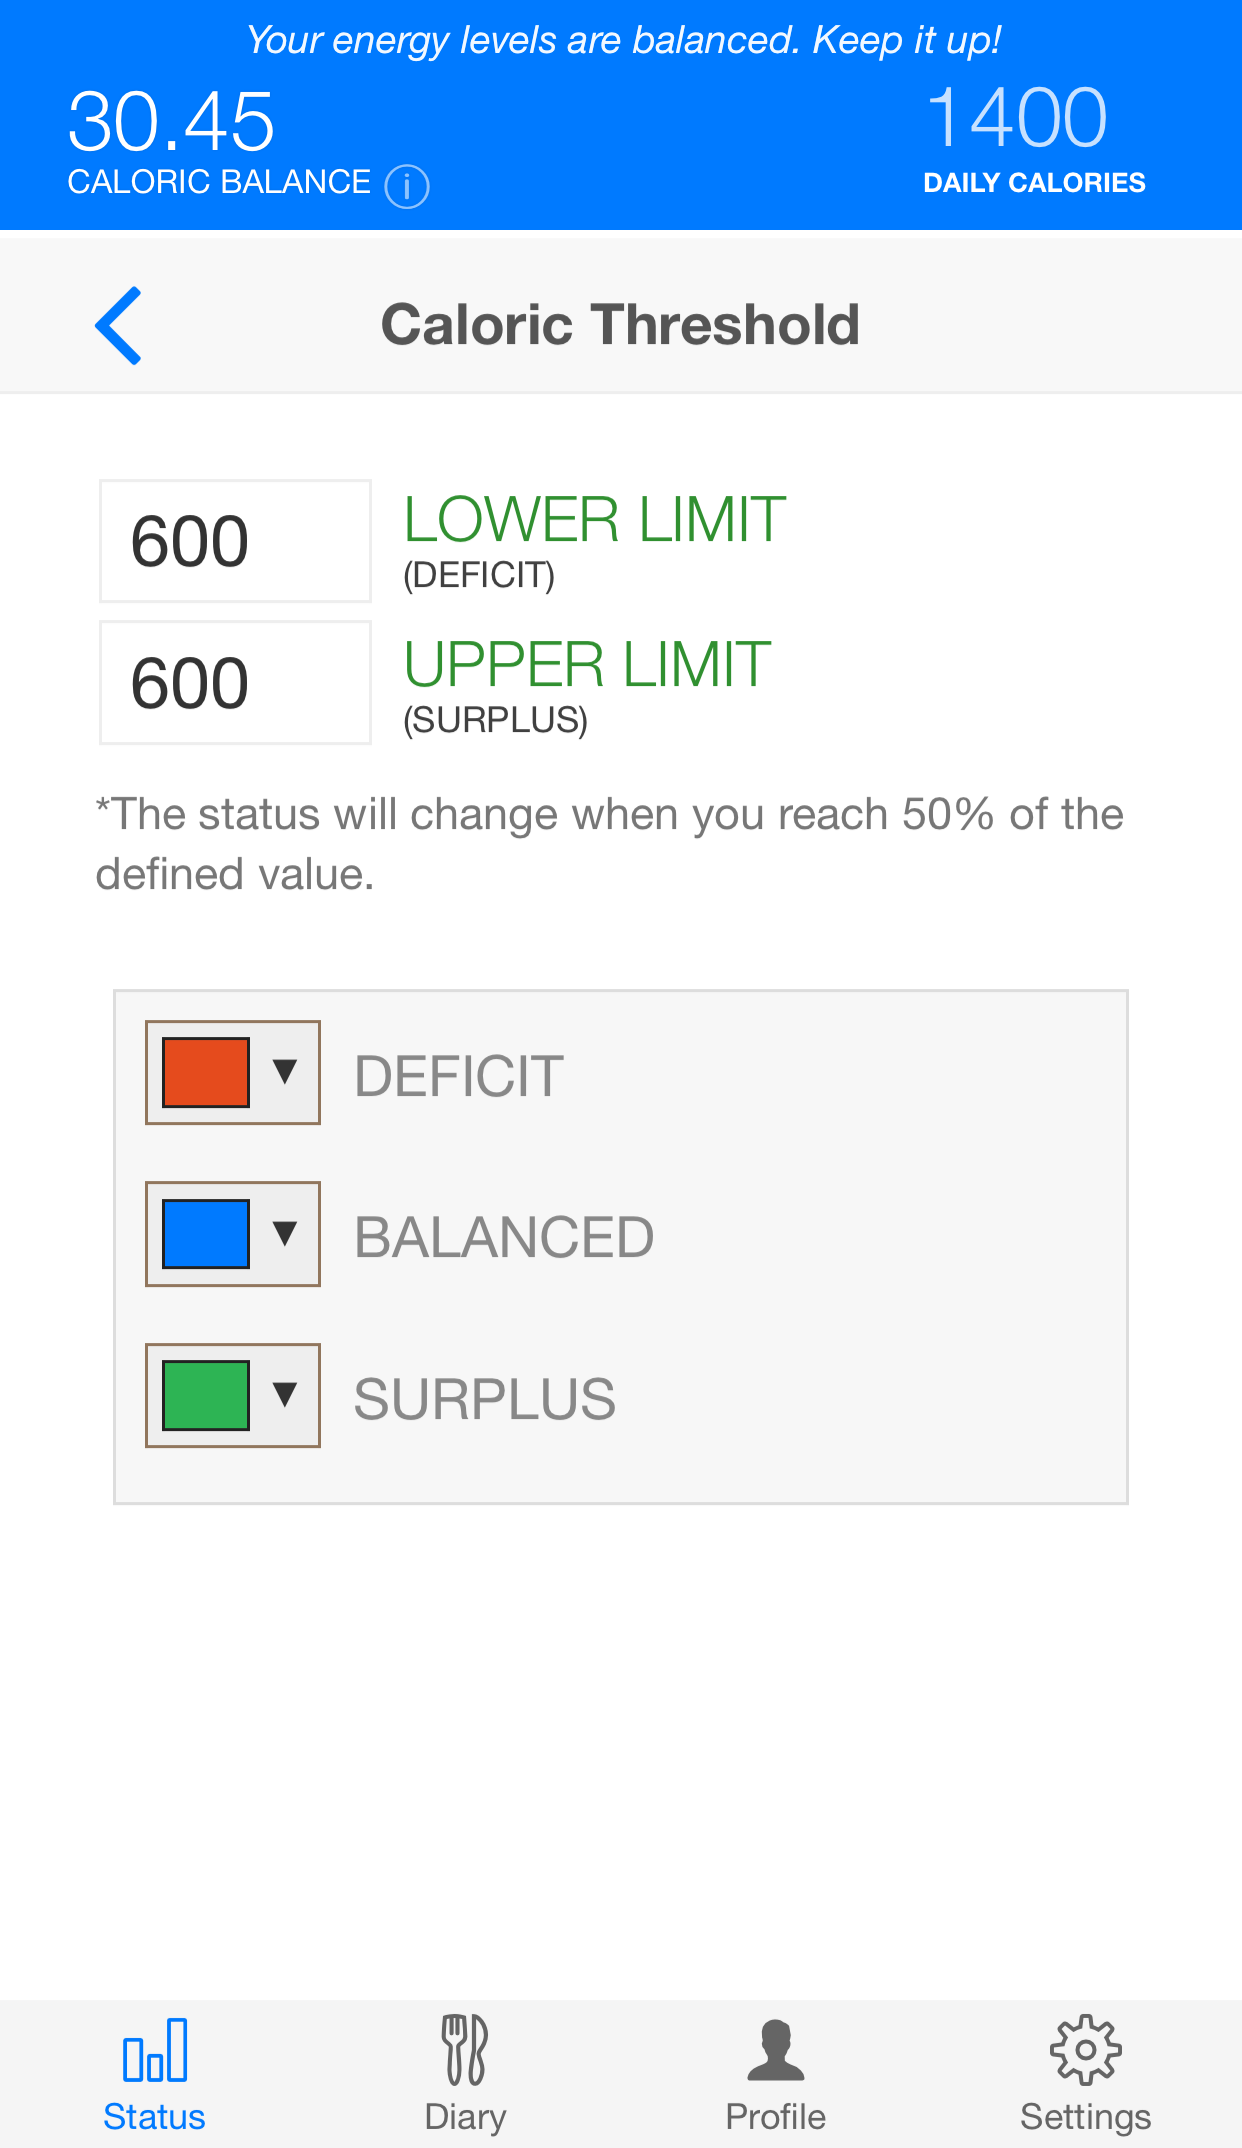 Your energy levels are balanced. Keep it up!
30.45
CALORIC BALANCE
1400
DAILY CALORIES
Caloric Threshold
600
LOWER LIMIT
(DEFICIT)
600
UPPER LIMIT
(SURPLUS)
*The status will change when you reach 50% of the
defined value.
DEFICIT
BALANCED
SURPLUS
Status
Diary
Profile
Settings